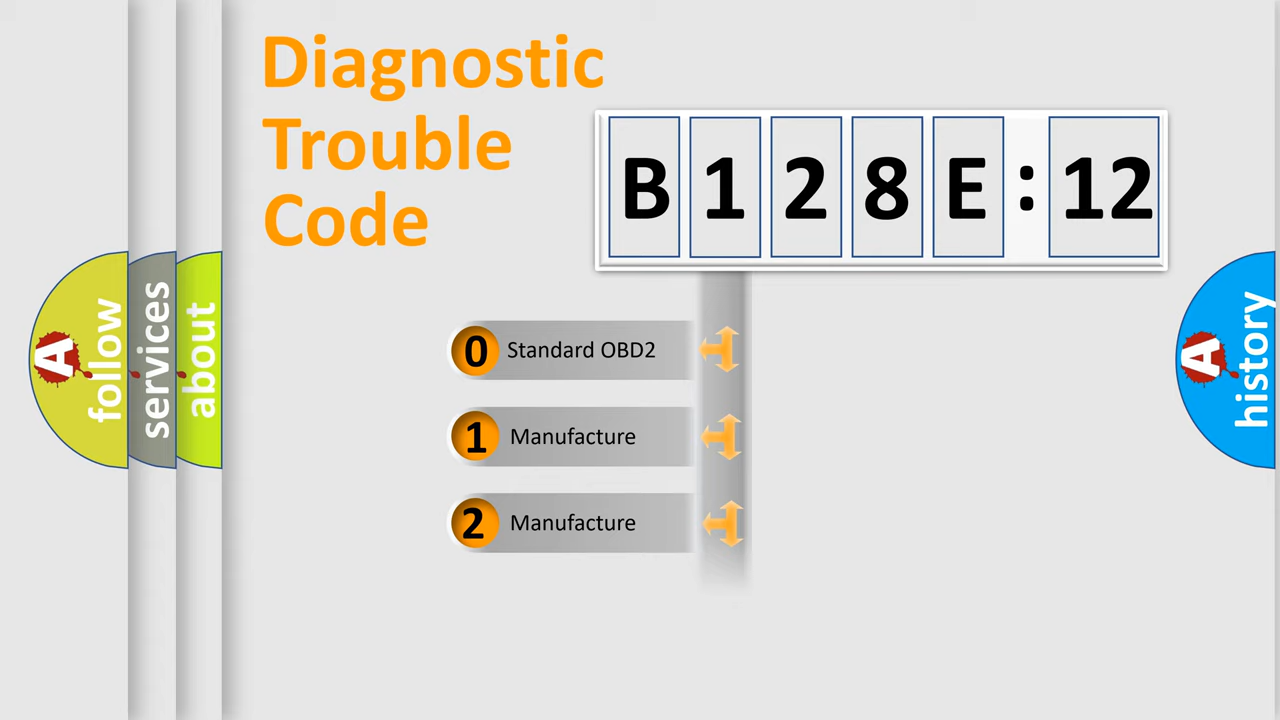 Diagnostic
Trouble
Code
B 1 2 8 E : 12
0 Standard OBD2
1 Manufacture
2 Manufacture
A follow
services
about
A history